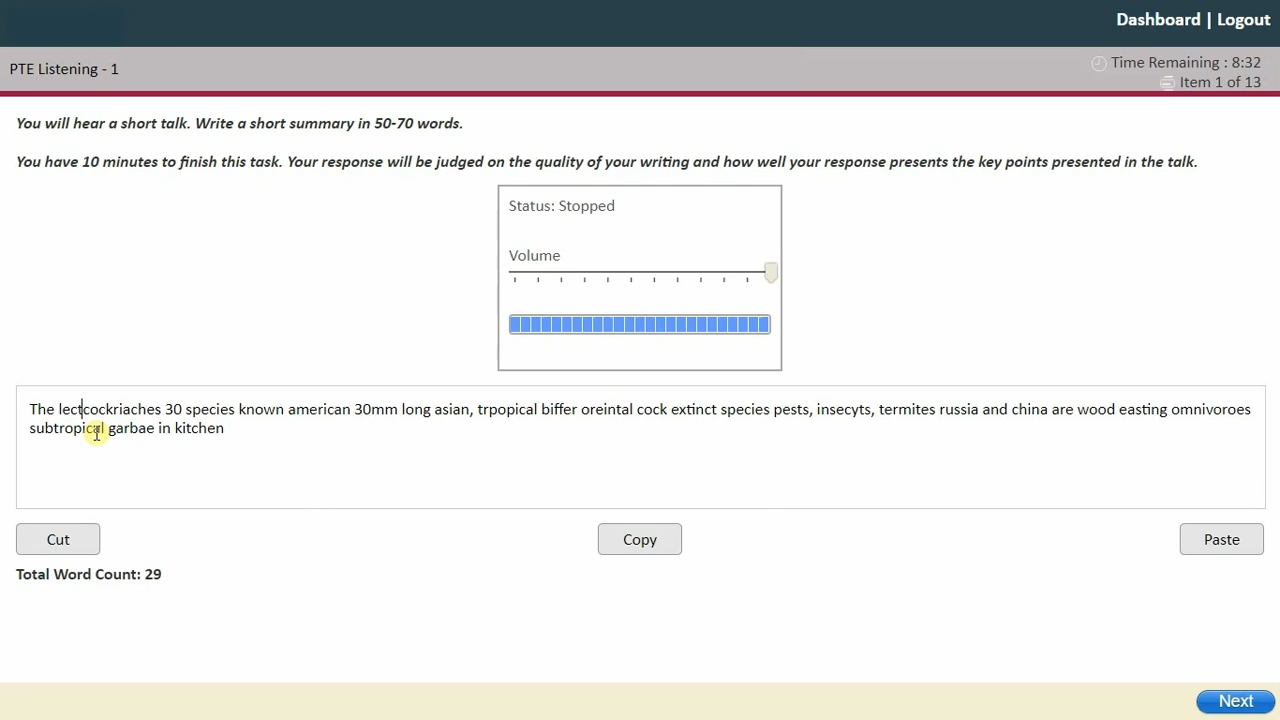 Dashboard | Logout
PTE Listening - 1
Time Remaining : 8:32
Item 1 of 13
You will hear a short talk. Write a short summary in 50-70 words.
You have 10 minutes to finish this task. Your response will be judged on the quality of your writing and how well your response presents the key points presented in the talk.
Status: Stopped
Volume
The lectcockriaches 30 species known american 30mm long asian, trpopical biffer oreintal cock extinct species pests, insecyts, termites russia and china are wood easting omnivoroes
subtropical garbae in kitchen
Cut
Copy
Paste
Total Word Count: 29
Next